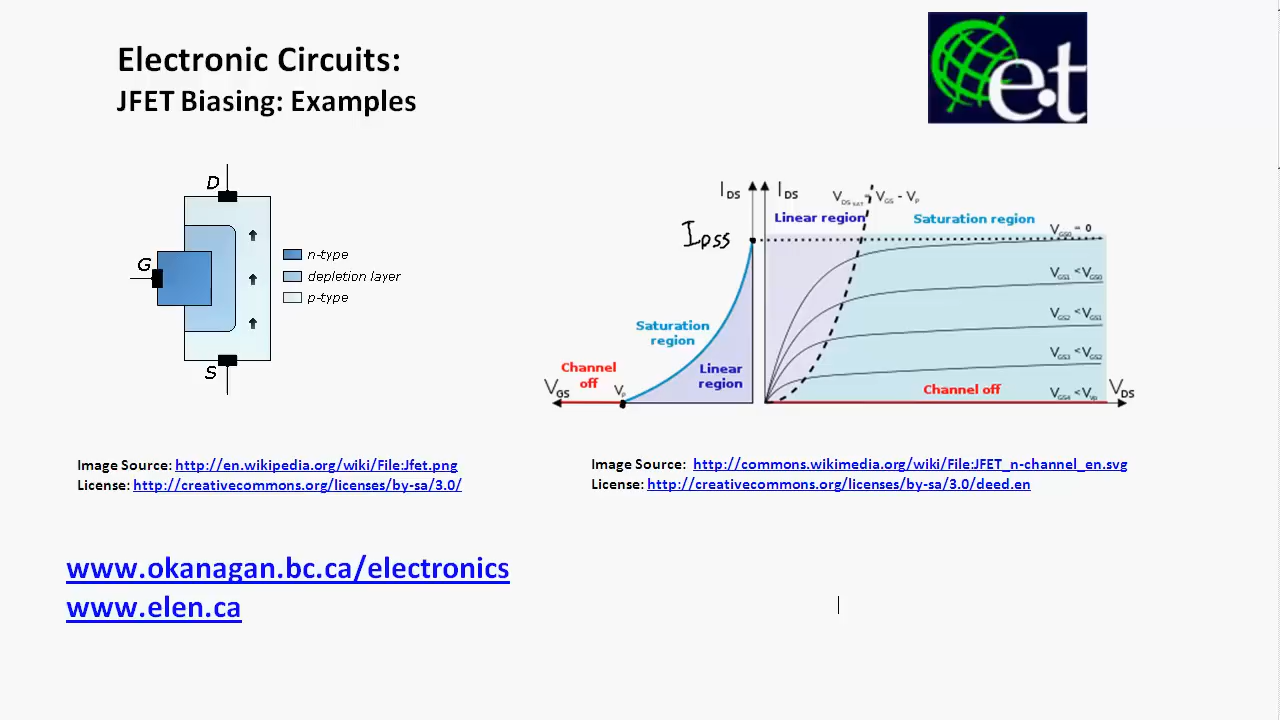 Electronic Circuits:
JFET Biasing: Examples
e.t
D
G
S
n-type
depletion layer
p-type
I DS
I DS
V DS SAT = V GS - V P
Linear region
Saturation region
IDSS
V GS0 = 0
V GS1 < V GS0
V GS2 < V GS1
V GS3 < V GS2
V GS4 < V Vp
Saturation
region
Linear
region
Channel
off
V P
V GS
Channel off
V DS
Image Source: http://en.wikipedia.org/wiki/File:Jfet.png
License: http://creativecommons.org/licenses/by-sa/3.0/
Image Source: http://commons.wikimedia.org/wiki/File:JFET_n-channel_en.svg
License: http://creativecommons.org/licenses/by-sa/3.0/deed.en
www.okanagan.bc.ca/electronics
www.elen.ca